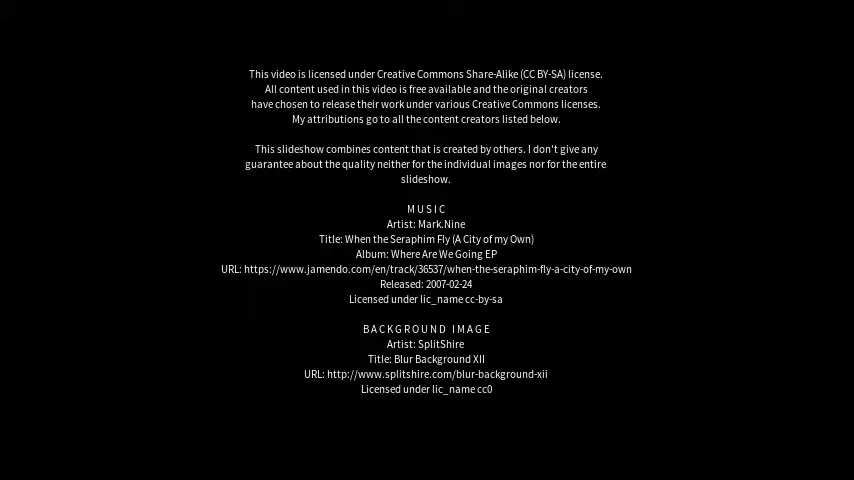 This video is licensed under Creative Commons Share-Alike (CC BY-SA) license.
All content used in this video is free available and the original creators
have chosen to release their work under various Creative Commons licenses.
My attributions go to all the content creators listed below.
This slideshow combines content that is created by others. I don't give any
guarantee about the quality neither for the individual images nor for the entire
slideshow.
MUSIC
Artist: Mark.Nine
Title: When the Seraphim Fly (A City of my Own)
Album: Where Are We Going EP
URL: https://www.jamendo.com/en/track/36537/when-the-seraphim-fly-a-city-of-my-own
Released: 2007-02-24
Licensed under lic_name cc-by-sa
BACKGROUND IMAGE
Artist: SplitShire
Title: Blur Background XII
URL: http://www.splitshire.com/blur-background-xii
Licensed under lic_name cc0